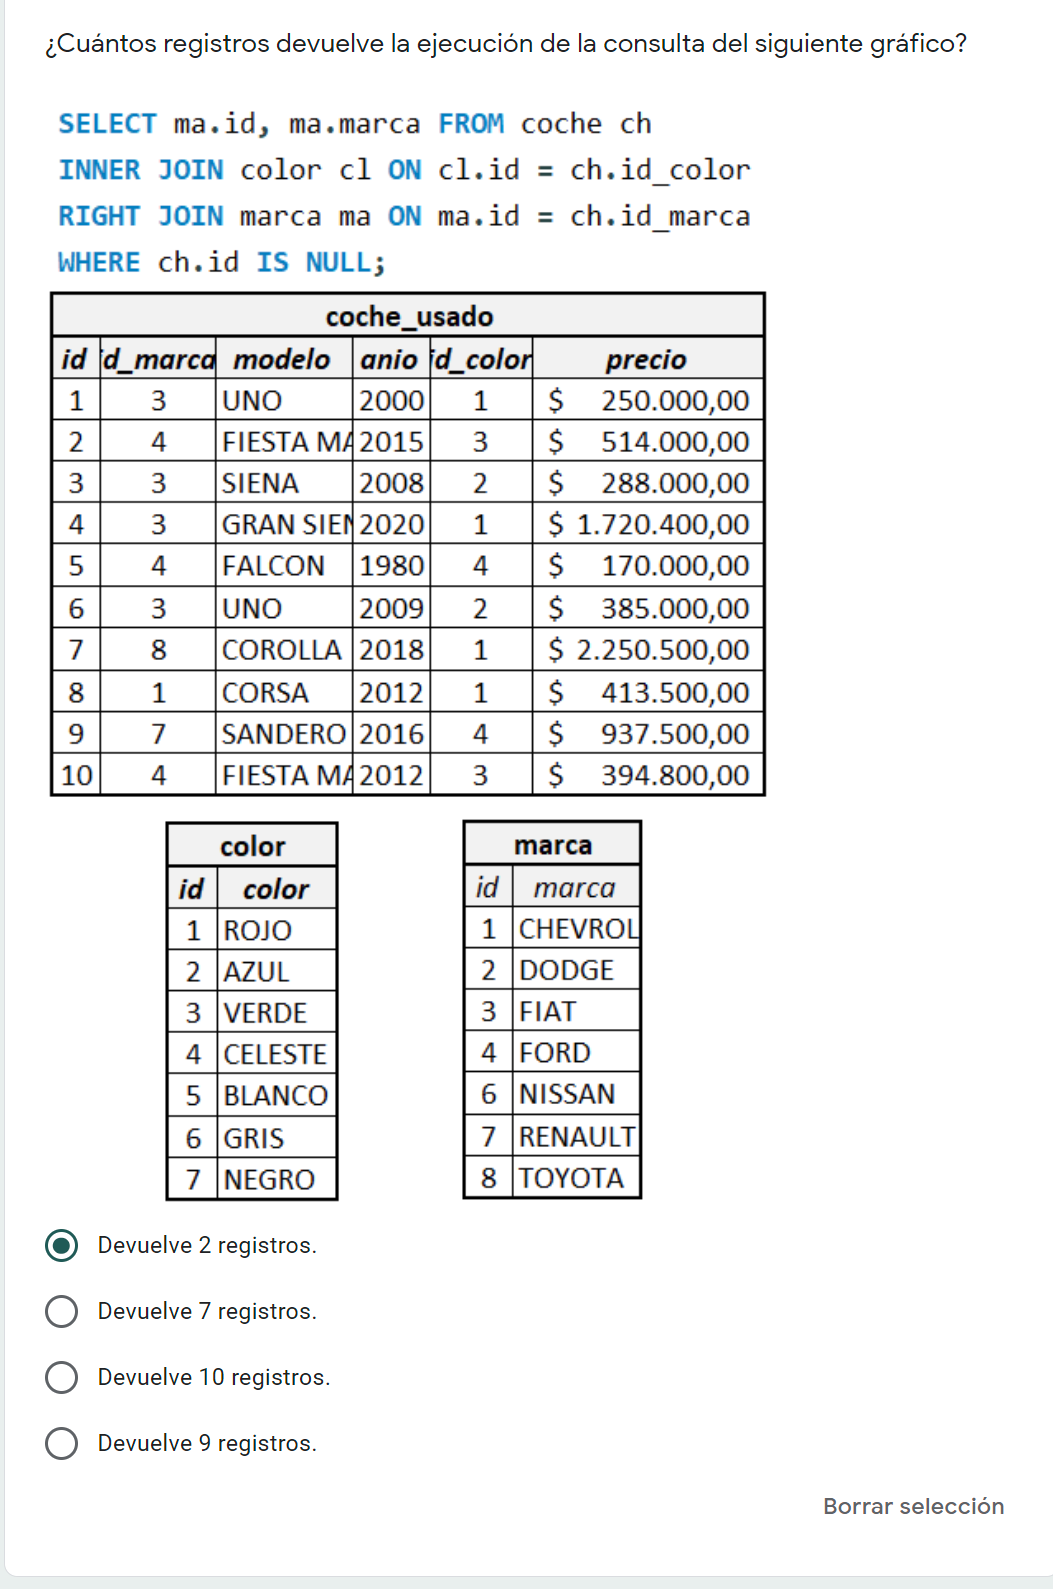 ¿Cuántos registros devuelve la ejecución de la consulta del siguiente gráfico?
SELECT ma.id, ma.marca FROM coche ch
INNER JOIN color cl ON cl.id = ch.id_color
RIGHT JOIN marca ma ON ma.id = ch.id_marca
WHERE ch.id IS NULL;
coche_usado
id id_marca modelo anio id_color precio
1 3 UNO 2000 1 $ 250.000,00
2 4 FIESTA MA 2015 3 $ 514.000,00
3 3 SIENA 2008 2 $ 288.000,00
4 3 GRAN SIEN 2020 1 $ 1.720.400,00
5 4 FALCON 1980 4 $ 170.000,00
6 3 UNO 2009 2 $ 385.000,00
7 8 COROLLA 2018 1 $ 2.250.500,00
8 1 CORSA 2012 1 $ 413.500,00
9 7 SANDERO 2016 4 $ 937.500,00
10 4 FIESTA MA 2012 3 $ 394.800,00
color
id color
1 ROJO
2 AZUL
3 VERDE
4 CELESTE
5 BLANCO
6 GRIS
7 NEGRO
marca
id marca
1 CHEVROL
2 DODGE
3 FIAT
4 FORD
6 NISSAN
7 RENAULT
8 TOYOTA
Devuelve 2 registros.
Devuelve 7 registros.
Devuelve 10 registros.
Devuelve 9 registros.
Borrar selección